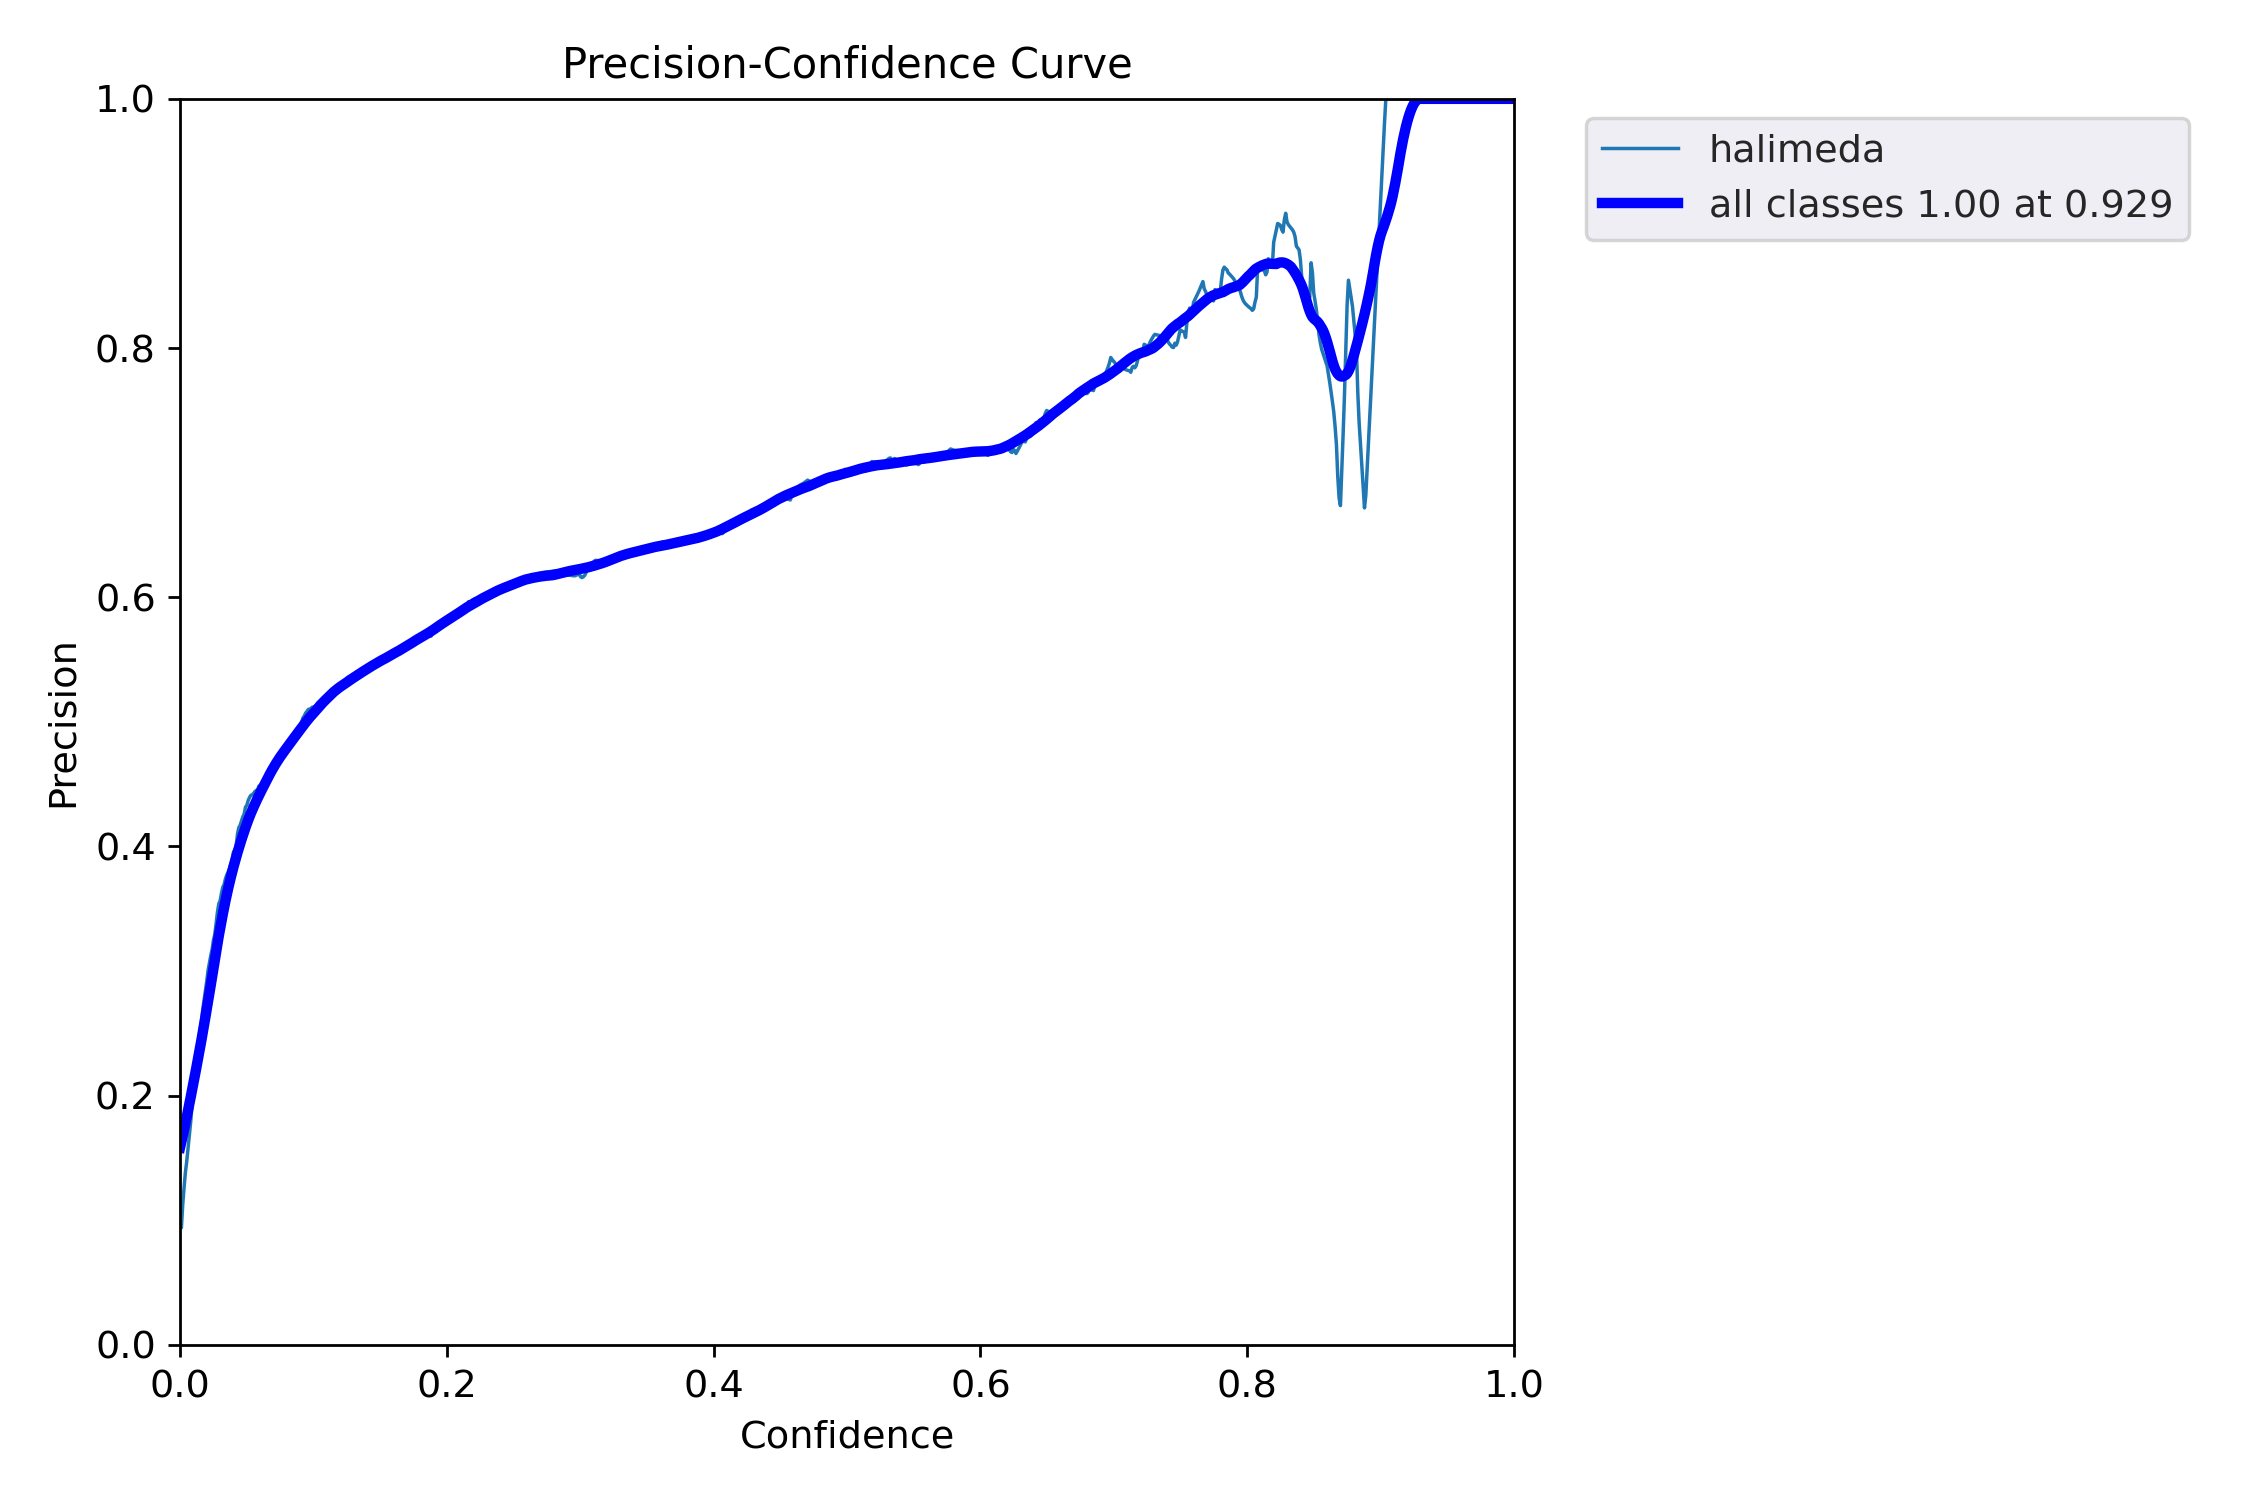 Precision-Confidence Curve
halimeda
all classes 1.00 at 0.929
Precision
1.0
0.8
0.6
0.4
0.2
0.0
0.0 0.2 0.4 0.6 0.8 1.0
Confidence